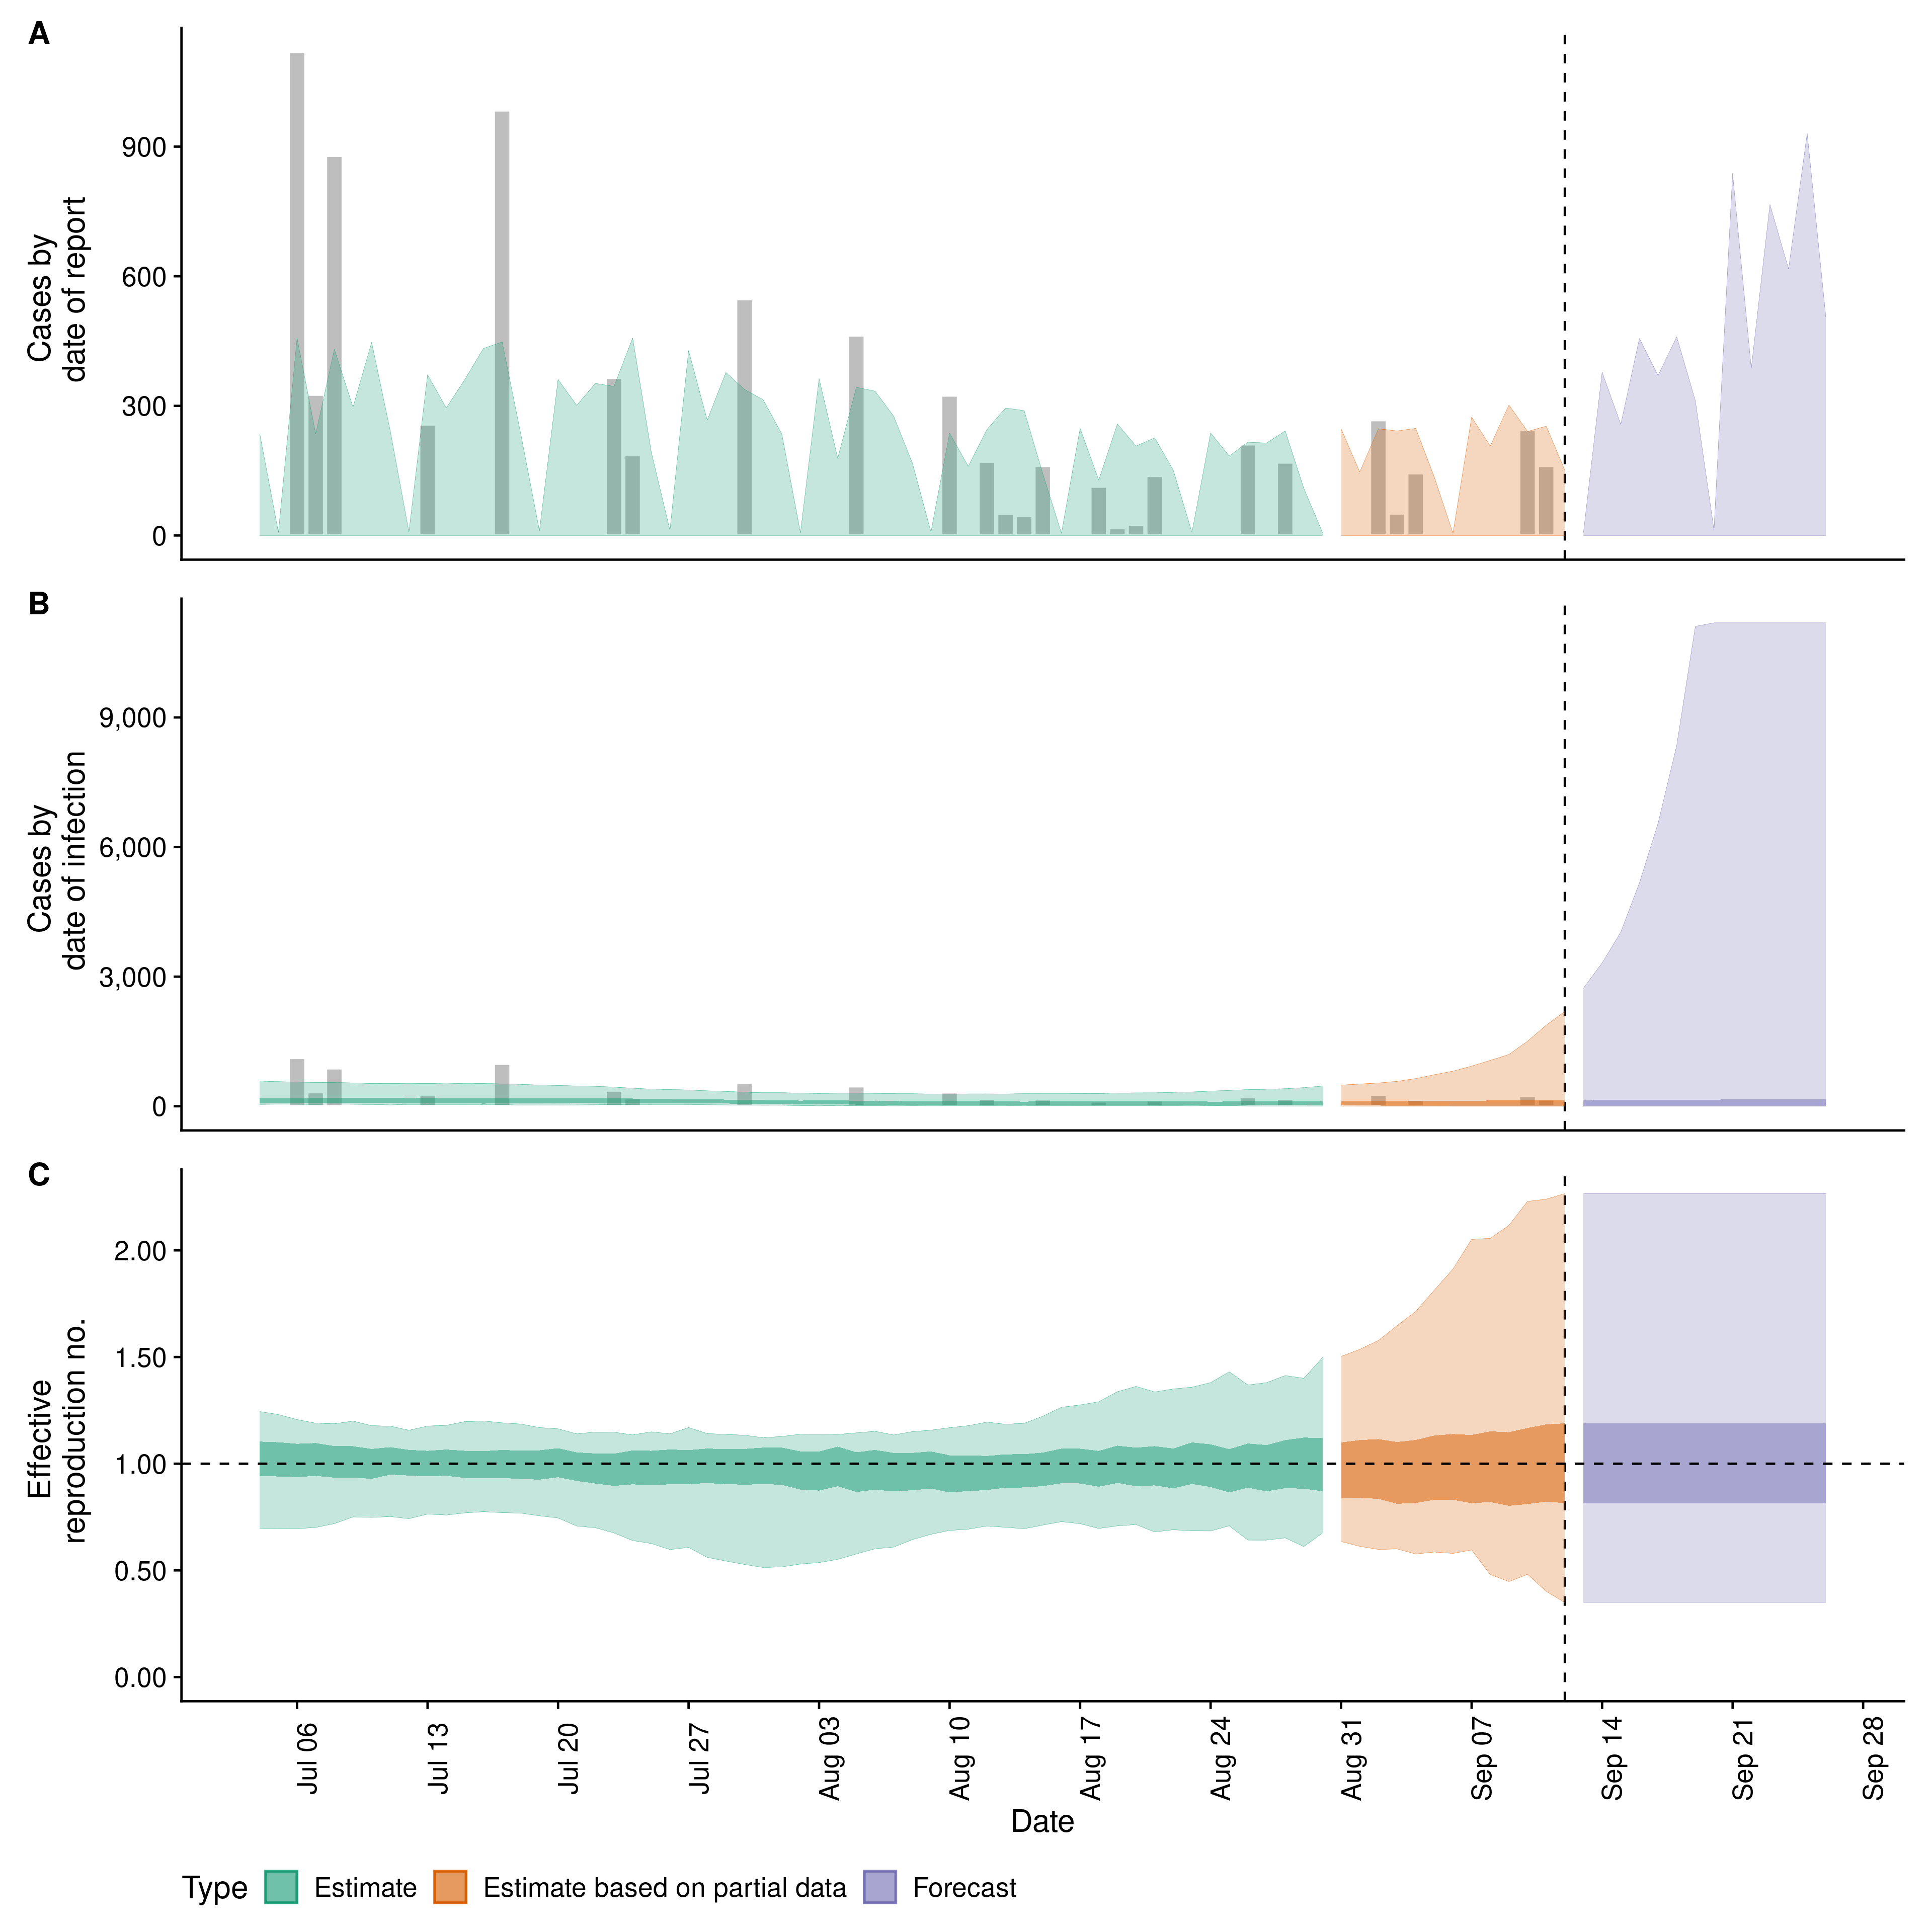 A
Cases by
date of report
900
600
300
0
B
Cases by
date of infection
9,000
6,000
3,000
0
C
Effective
reproduction no.
2.00
1.50
1.00
0.50
0.00
Jul 06
Jul 13
Jul 20
Jul 27
Aug 03
Aug 10
Aug 17
Aug 24
Aug 31
Sep 07
Sep 14
Sep 21
Sep 28
Date
Type Estimate Estimate based on partial data Forecast